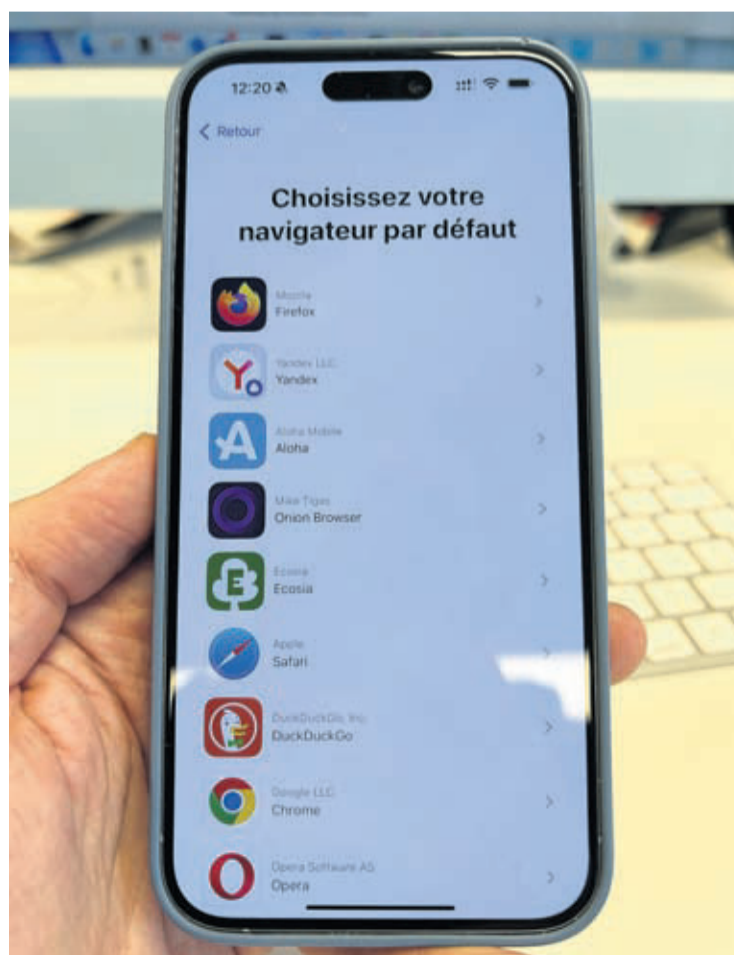 12:20
Retour
Choisissez votre
navigateur par défaut
Mozilla
Firefox
Yandex LLC
Yandex
Aloha Mobile
Aloha
Mike Tigas
Onion Browser
Ecosia
Ecosia
Apple
Safari
DuckDuckGo, Inc.
DuckDuckGo
Google LLC
Chrome
Opera Software AS
Opera